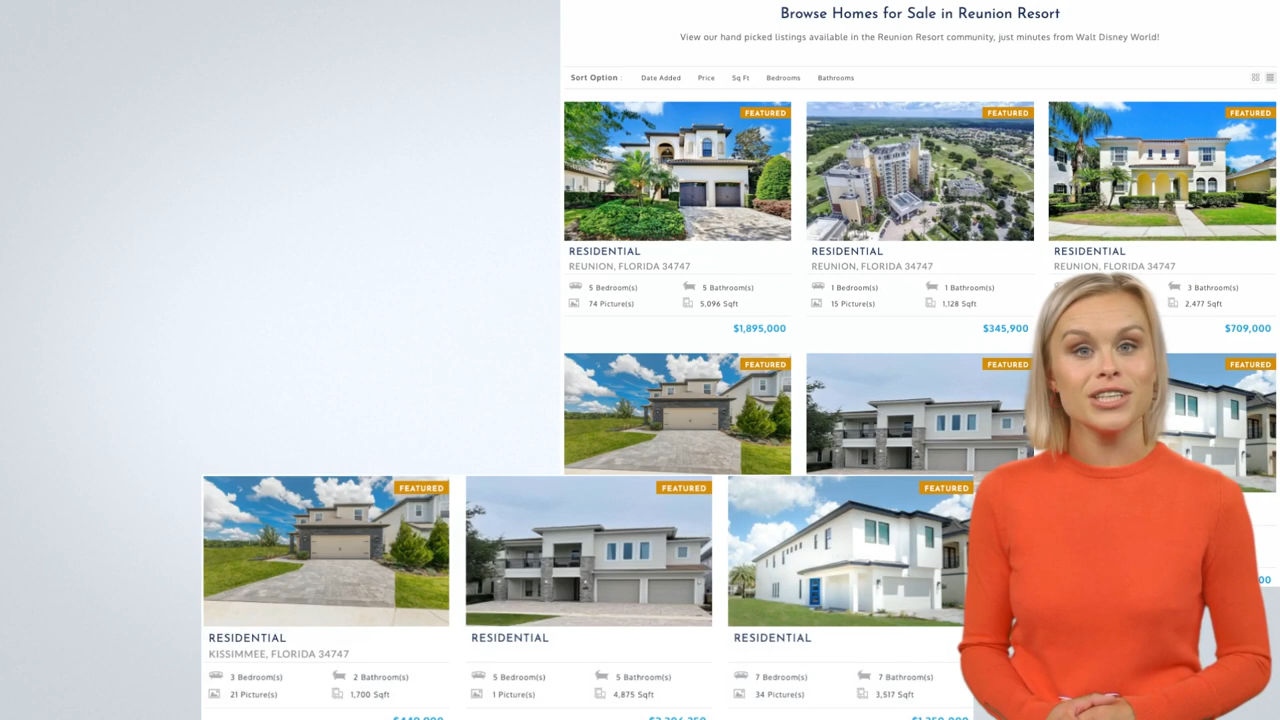 Browse Homes for Sale in Reunion Resort
View our hand picked listings available in the Reunion Resort community, just minutes from Walt Disney World!
Sort Option : Date Added Price Sq Ft Bedrooms Bathrooms
FEATURED FEATURED FEATURED
RESIDENTIAL RESIDENTIAL RESIDENTIAL
REUNION, FLORIDA 34747 REUNION, FLORIDA 34747 REUNION, FLORIDA 34747
5 Bedroom(s) 5 Bathroom(s) 1 Bedroom(s) 1 Bathroom(s) 3 Bathroom(s)
74 Picture(s) 5,096 Sqft 15 Picture(s) 1,128 Sqft 2,477 Sqft
$1,895,000 $345,900 $709,000
FEATURED FEATURED FEATURED
FEATURED FEATURED FEATURED
RESIDENTIAL RESIDENTIAL RESIDENTIAL
KISSIMMEE, FLORIDA 34747
3 Bedroom(s) 2 Bathroom(s) 5 Bedroom(s) 5 Bathroom(s) 7 Bedroom(s) 7 Bathroom(s)
21 Picture(s) 1,700 Sqft 1 Picture(s) 4,875 Sqft 34 Picture(s) 3,517 Sqft